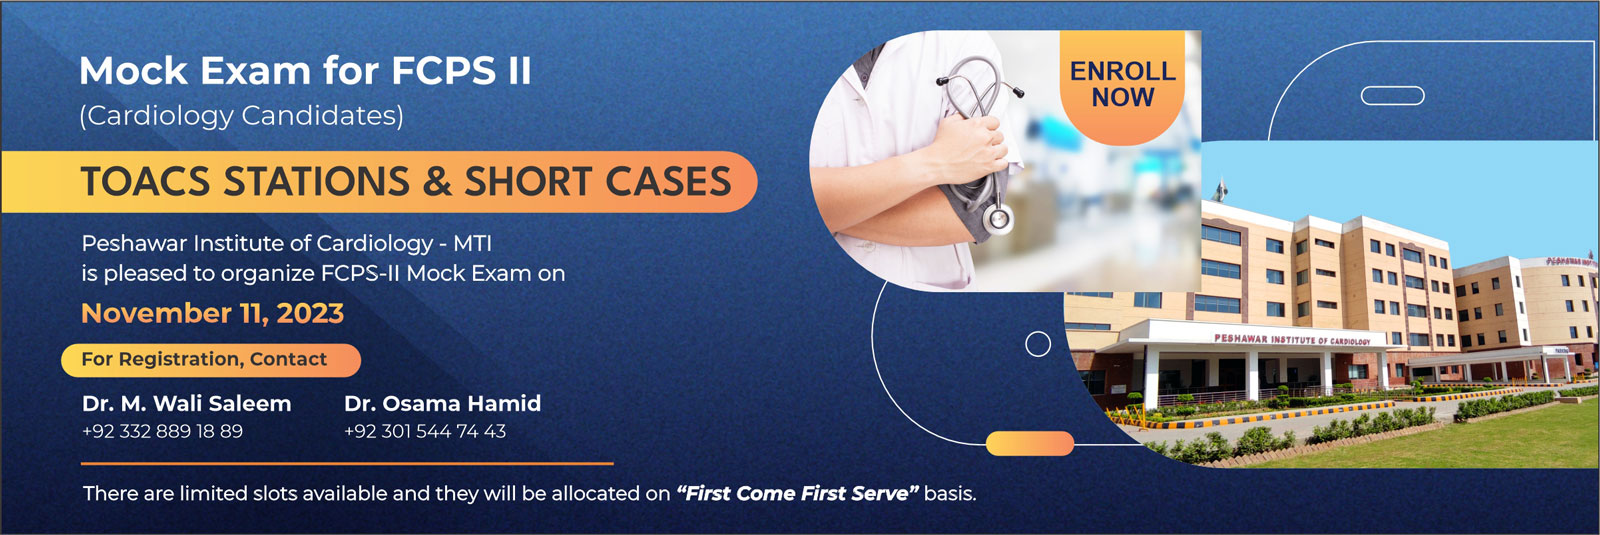 Mock Exam for FCPS II
(Cardiology Candidates)
TOACS STATIONS & SHORT CASES
Peshawar Institute of Cardiology - MTI
is pleased to organize FCPS-II Mock Exam on
November 11, 2023
For Registration, Contact
Dr. M. Wali Saleem
+92 332 889 18 89
Dr. Osama Hamid
+92 301 544 74 43
There are limited slots available and they will be allocated on “First Come First Serve” basis.
ENROLL
NOW
PESHAWAR INSTITUTE OF CARDIOLOGY
PESHAWAR